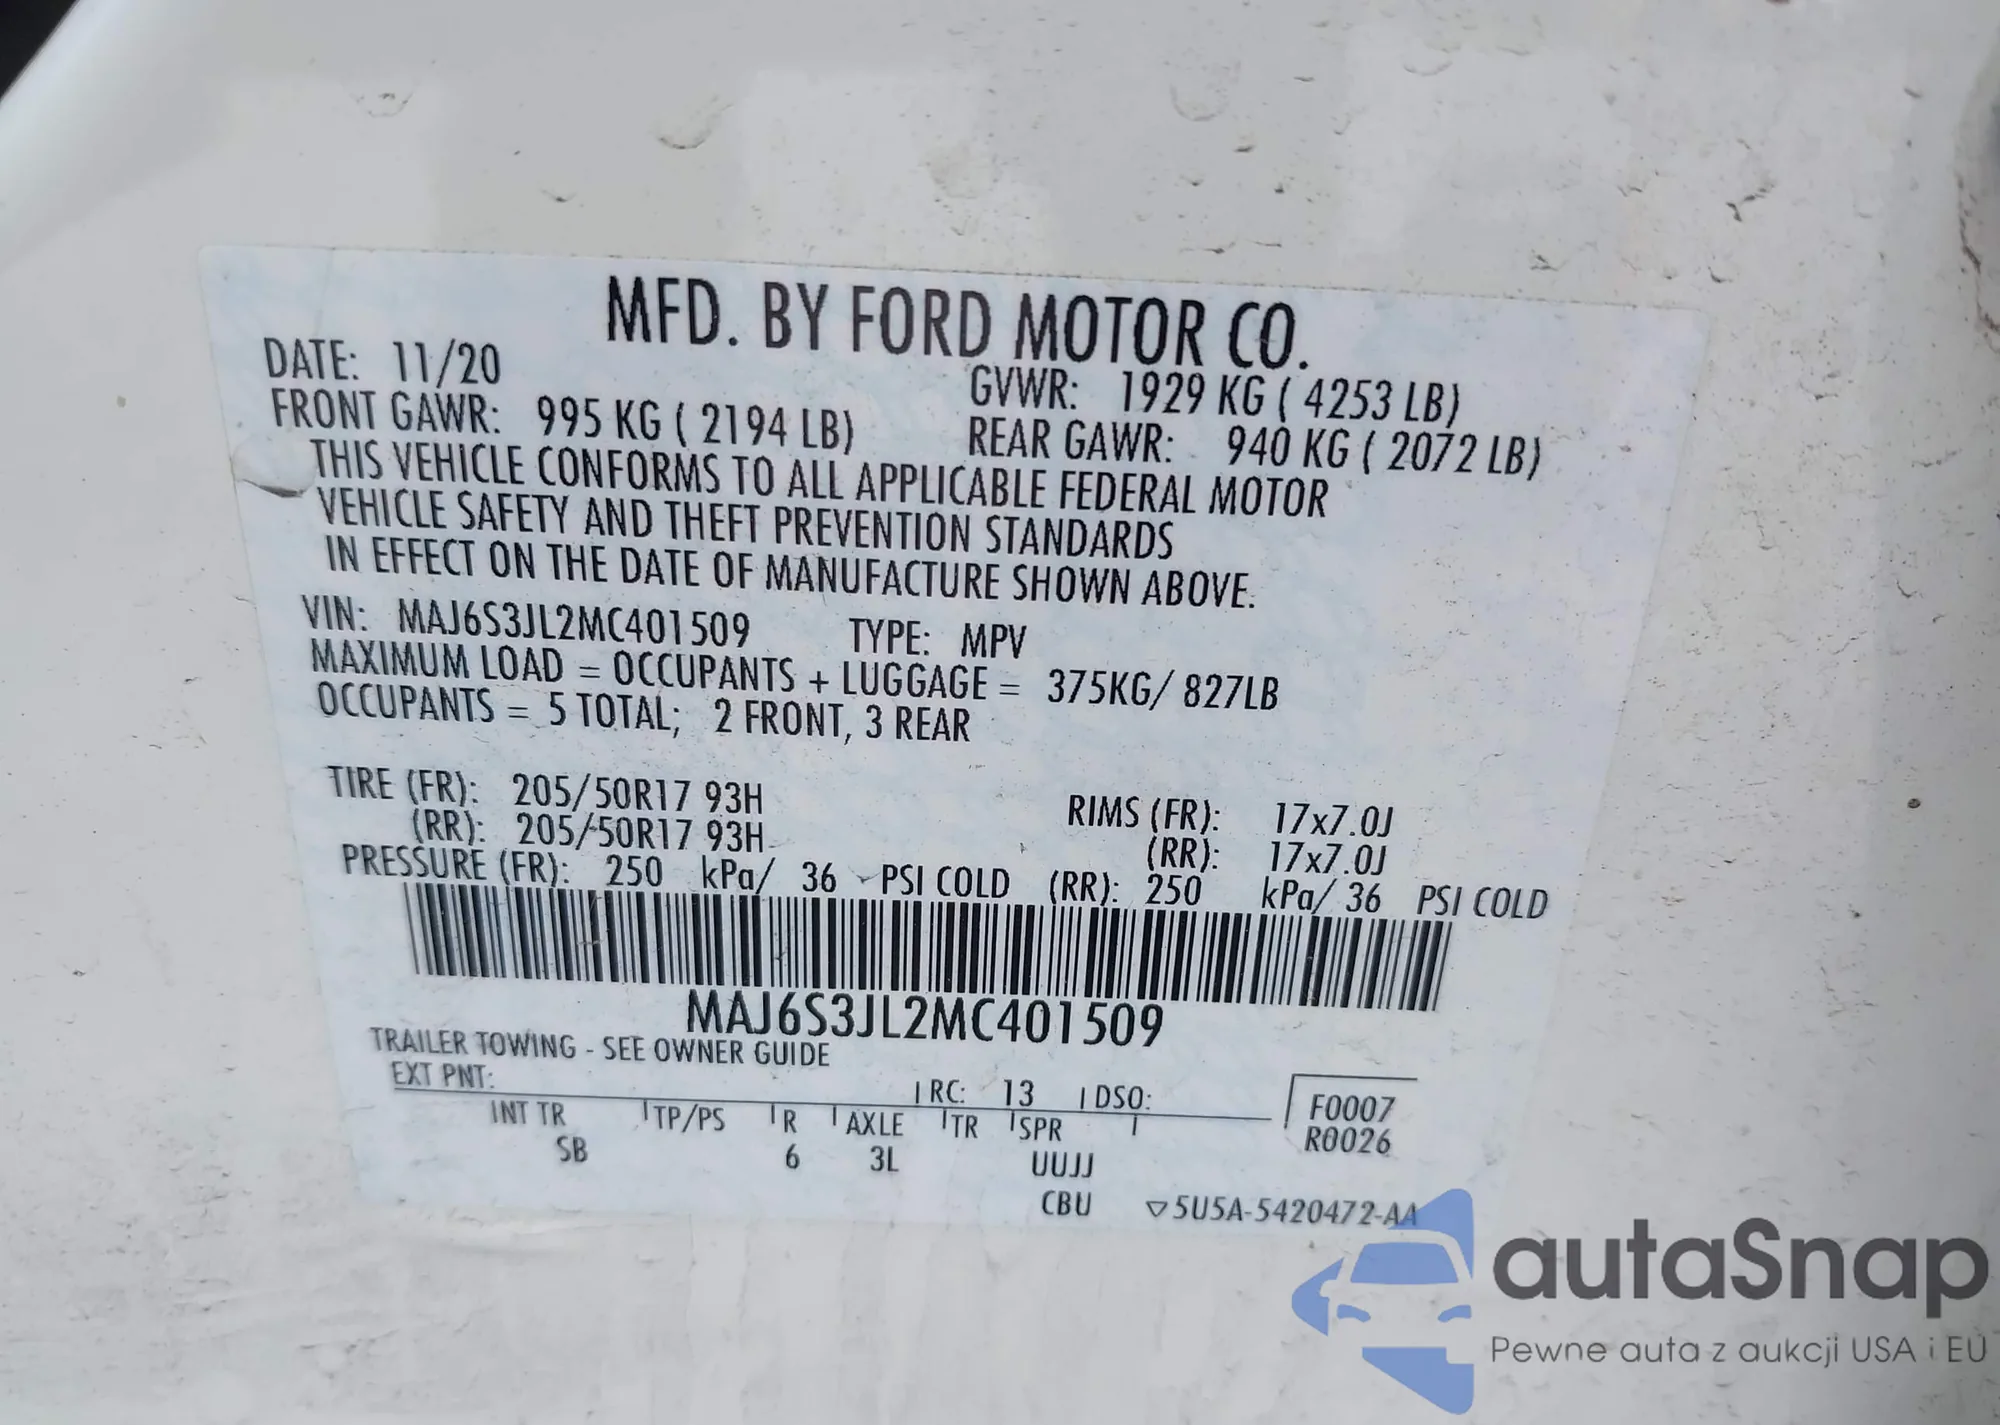 MFD. BY FORD MOTOR CO.
DATE: 11/20
GVWR: 1929 KG ( 4253 LB)
FRONT GAWR: 995 KG ( 2194 LB)
REAR GAWR: 940 KG ( 2072 LB)
THIS VEHICLE CONFORMS TO ALL APPLICABLE FEDERAL MOTOR
VEHICLE SAFETY AND THEFT PREVENTION STANDARDS
IN EFFECT ON THE DATE OF MANUFACTURE SHOWN ABOVE.
VIN: MAJ6S3JL2MC401509 TYPE: MPV
MAXIMUM LOAD = OCCUPANTS + LUGGAGE = 375KG/ 827LB
OCCUPANTS = 5 TOTAL; 2 FRONT, 3 REAR
TIRE (FR): 205/50R17 93H RIMS (FR): 17x7.0J
(RR): 205/50R17 93H (RR): 17x7.0J
PRESSURE (FR): 250 kPa/ 36 PSI COLD (RR): 250 kPa/ 36 PSI COLD
MAJ6S3JL2MC401509
TRAILER TOWING - SEE OWNER GUIDE
EXT PNT: RC: 13 DSO: F0007
INT TR TP/PS R AXLE TR SPR R0026
SB 6 3L UUJJ
CBU ▽5U5A-5420472-AA
autaSnap
Pewne auta z aukcji USA i EU